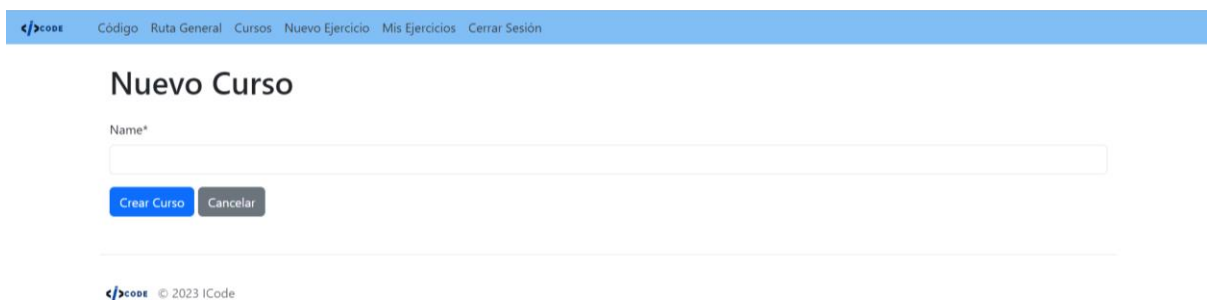 </>CODE Código Ruta General Cursos Nuevo Ejercicio Mis Ejercicios Cerrar Sesión
Nuevo Curso
Name*
Crear Curso Cancelar
</>CODE © 2023 ICode